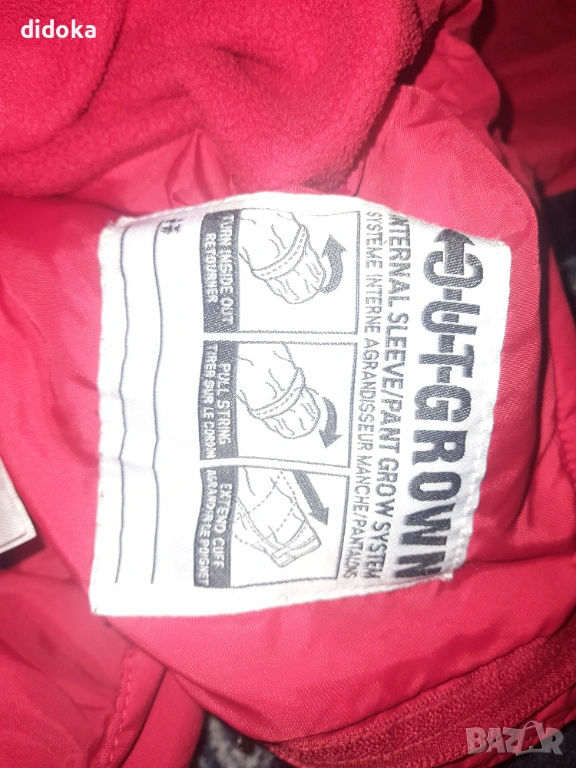 didoka
O-U-T-GROWN
INTERNAL SLEEVE/PANT GROW SYSTEM
SYSTÈME INTERNE AGRANDISSEUR MANCHE/PANTALONS
TURN INSIDE OUT
RETOURNER
PULL STRING
TIRER SUR LE CORDON
EXTEND CUFF
AGRANDIR LE POIGNET
BAZAR